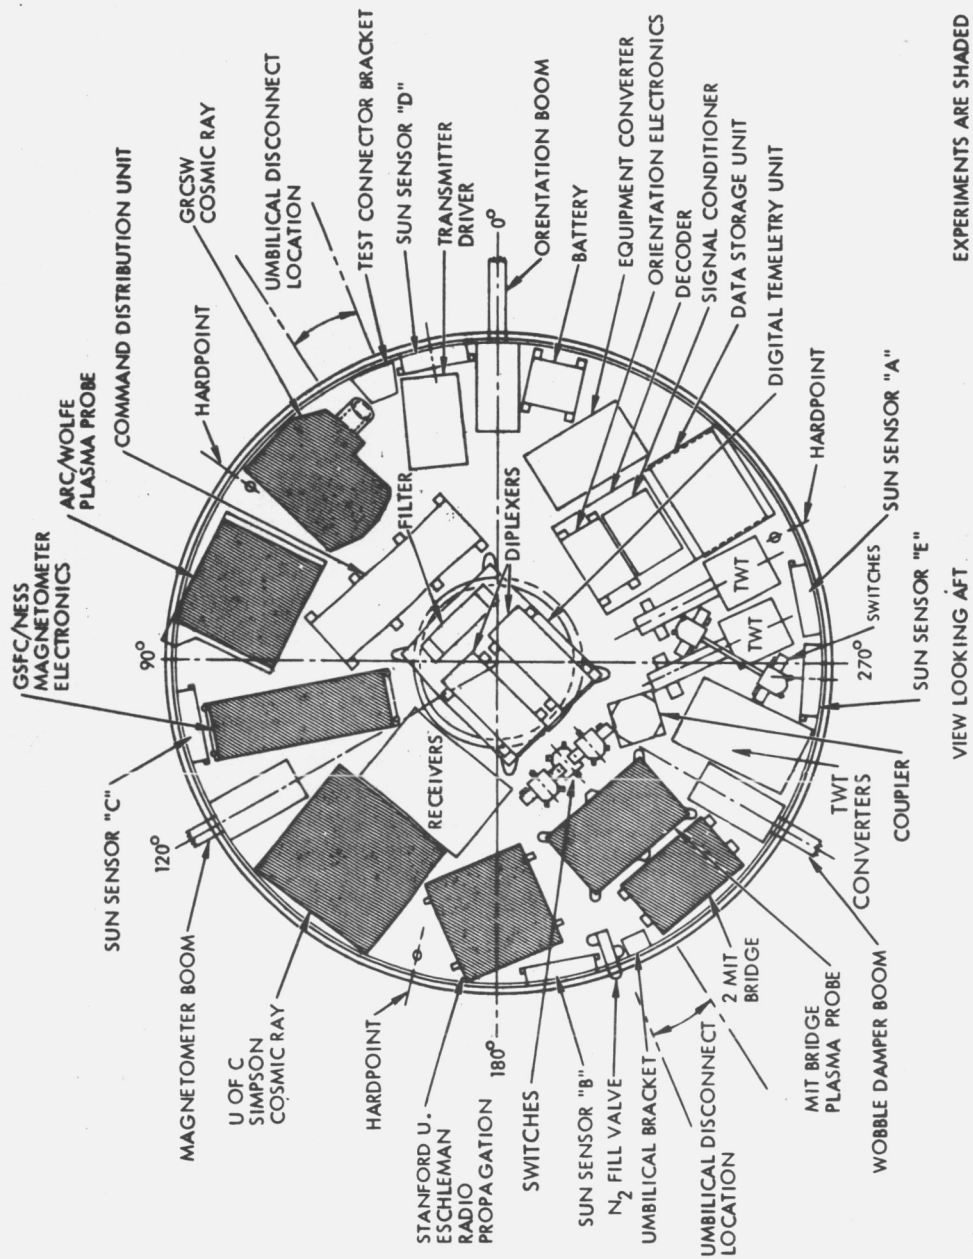 COMMAND DISTRIBUTION UNIT
ARC/WOLFE
PLASMA PROBE
GSFC/NESS
MAGNETOMETER
ELECTRONICS
HARDPOINT
GRCSW
COSMIC RAY
UMBILICAL DISCONNECT
LOCATION
TEST CONNECTOR BRACKET
SUN SENSOR "D"
TRANSMITTER
DRIVER
0°
ORENTATION BOOM
BATTERY
EQUIPMENT CONVERTER
ORIENTATION ELECTRONICS
DECODER
SIGNAL CONDITIONER
DATA STORAGE UNIT
DIGITAL TEMELETRY UNIT
HARDPOINT
SUN SENSOR "A"
SWITCHES
SUN SENSOR "E"
270°
90°
SUN SENSOR "C"
120°
MAGNETOMETER BOOM
U OF C
SIMPSON
COSMIC RAY
HARDPOINT
STANFORD U.
ESCHLEMAN
RADIO
PROPAGATION
180°
SWITCHES
SUN SENSOR "B"
N2 FILL VALVE
UMBILICAL BRACKET
UMBILICAL DISCONNECT
LOCATION
2 MIT
BRIDGE
MIT BRIDGE
PLASMA PROBE
WOBBLE DAMPER BOOM
TWT
CONVERTERS
COUPLER
RECEIVERS
FILTER
DIPLEXERS
TWT
TWT
VIEW LOOKING AFT
EXPERIMENTS ARE SHADED